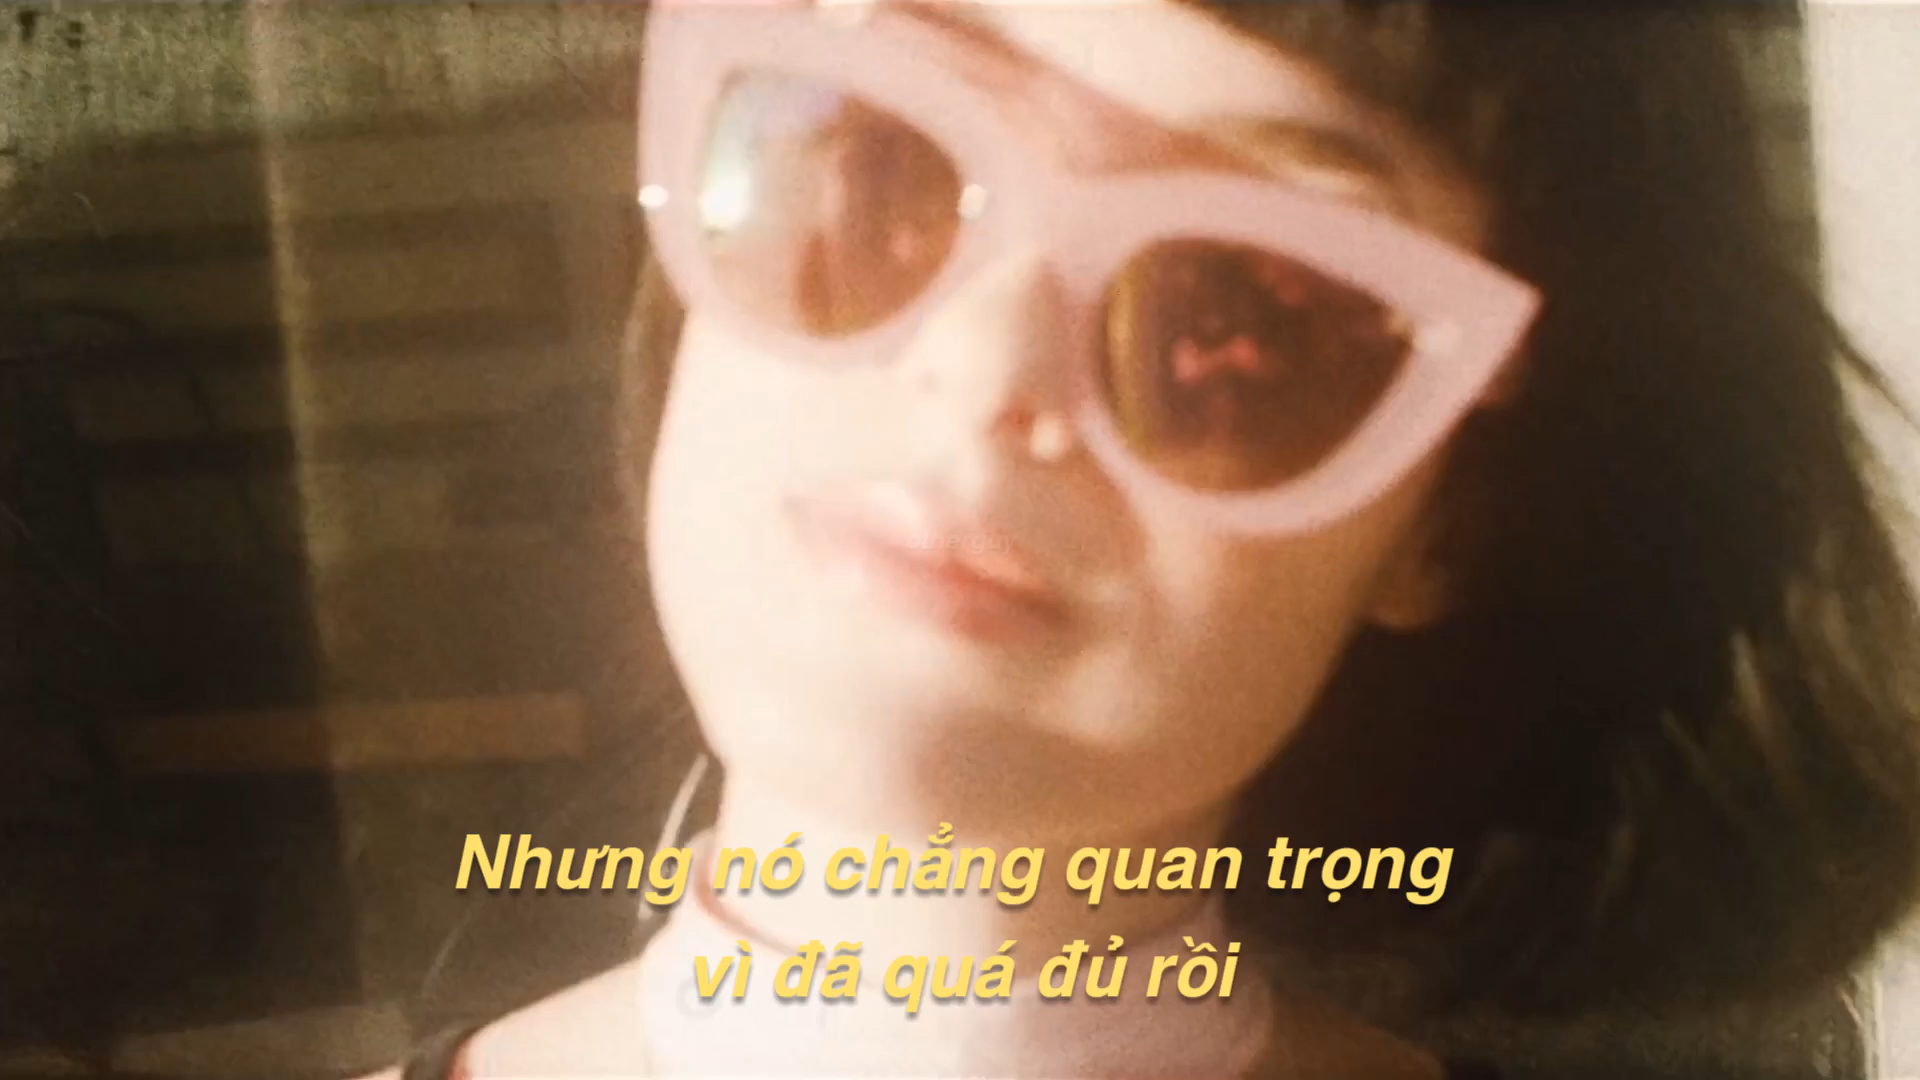 Nhưng nó chẳng quan trọng
vì đã quá đủ rồi